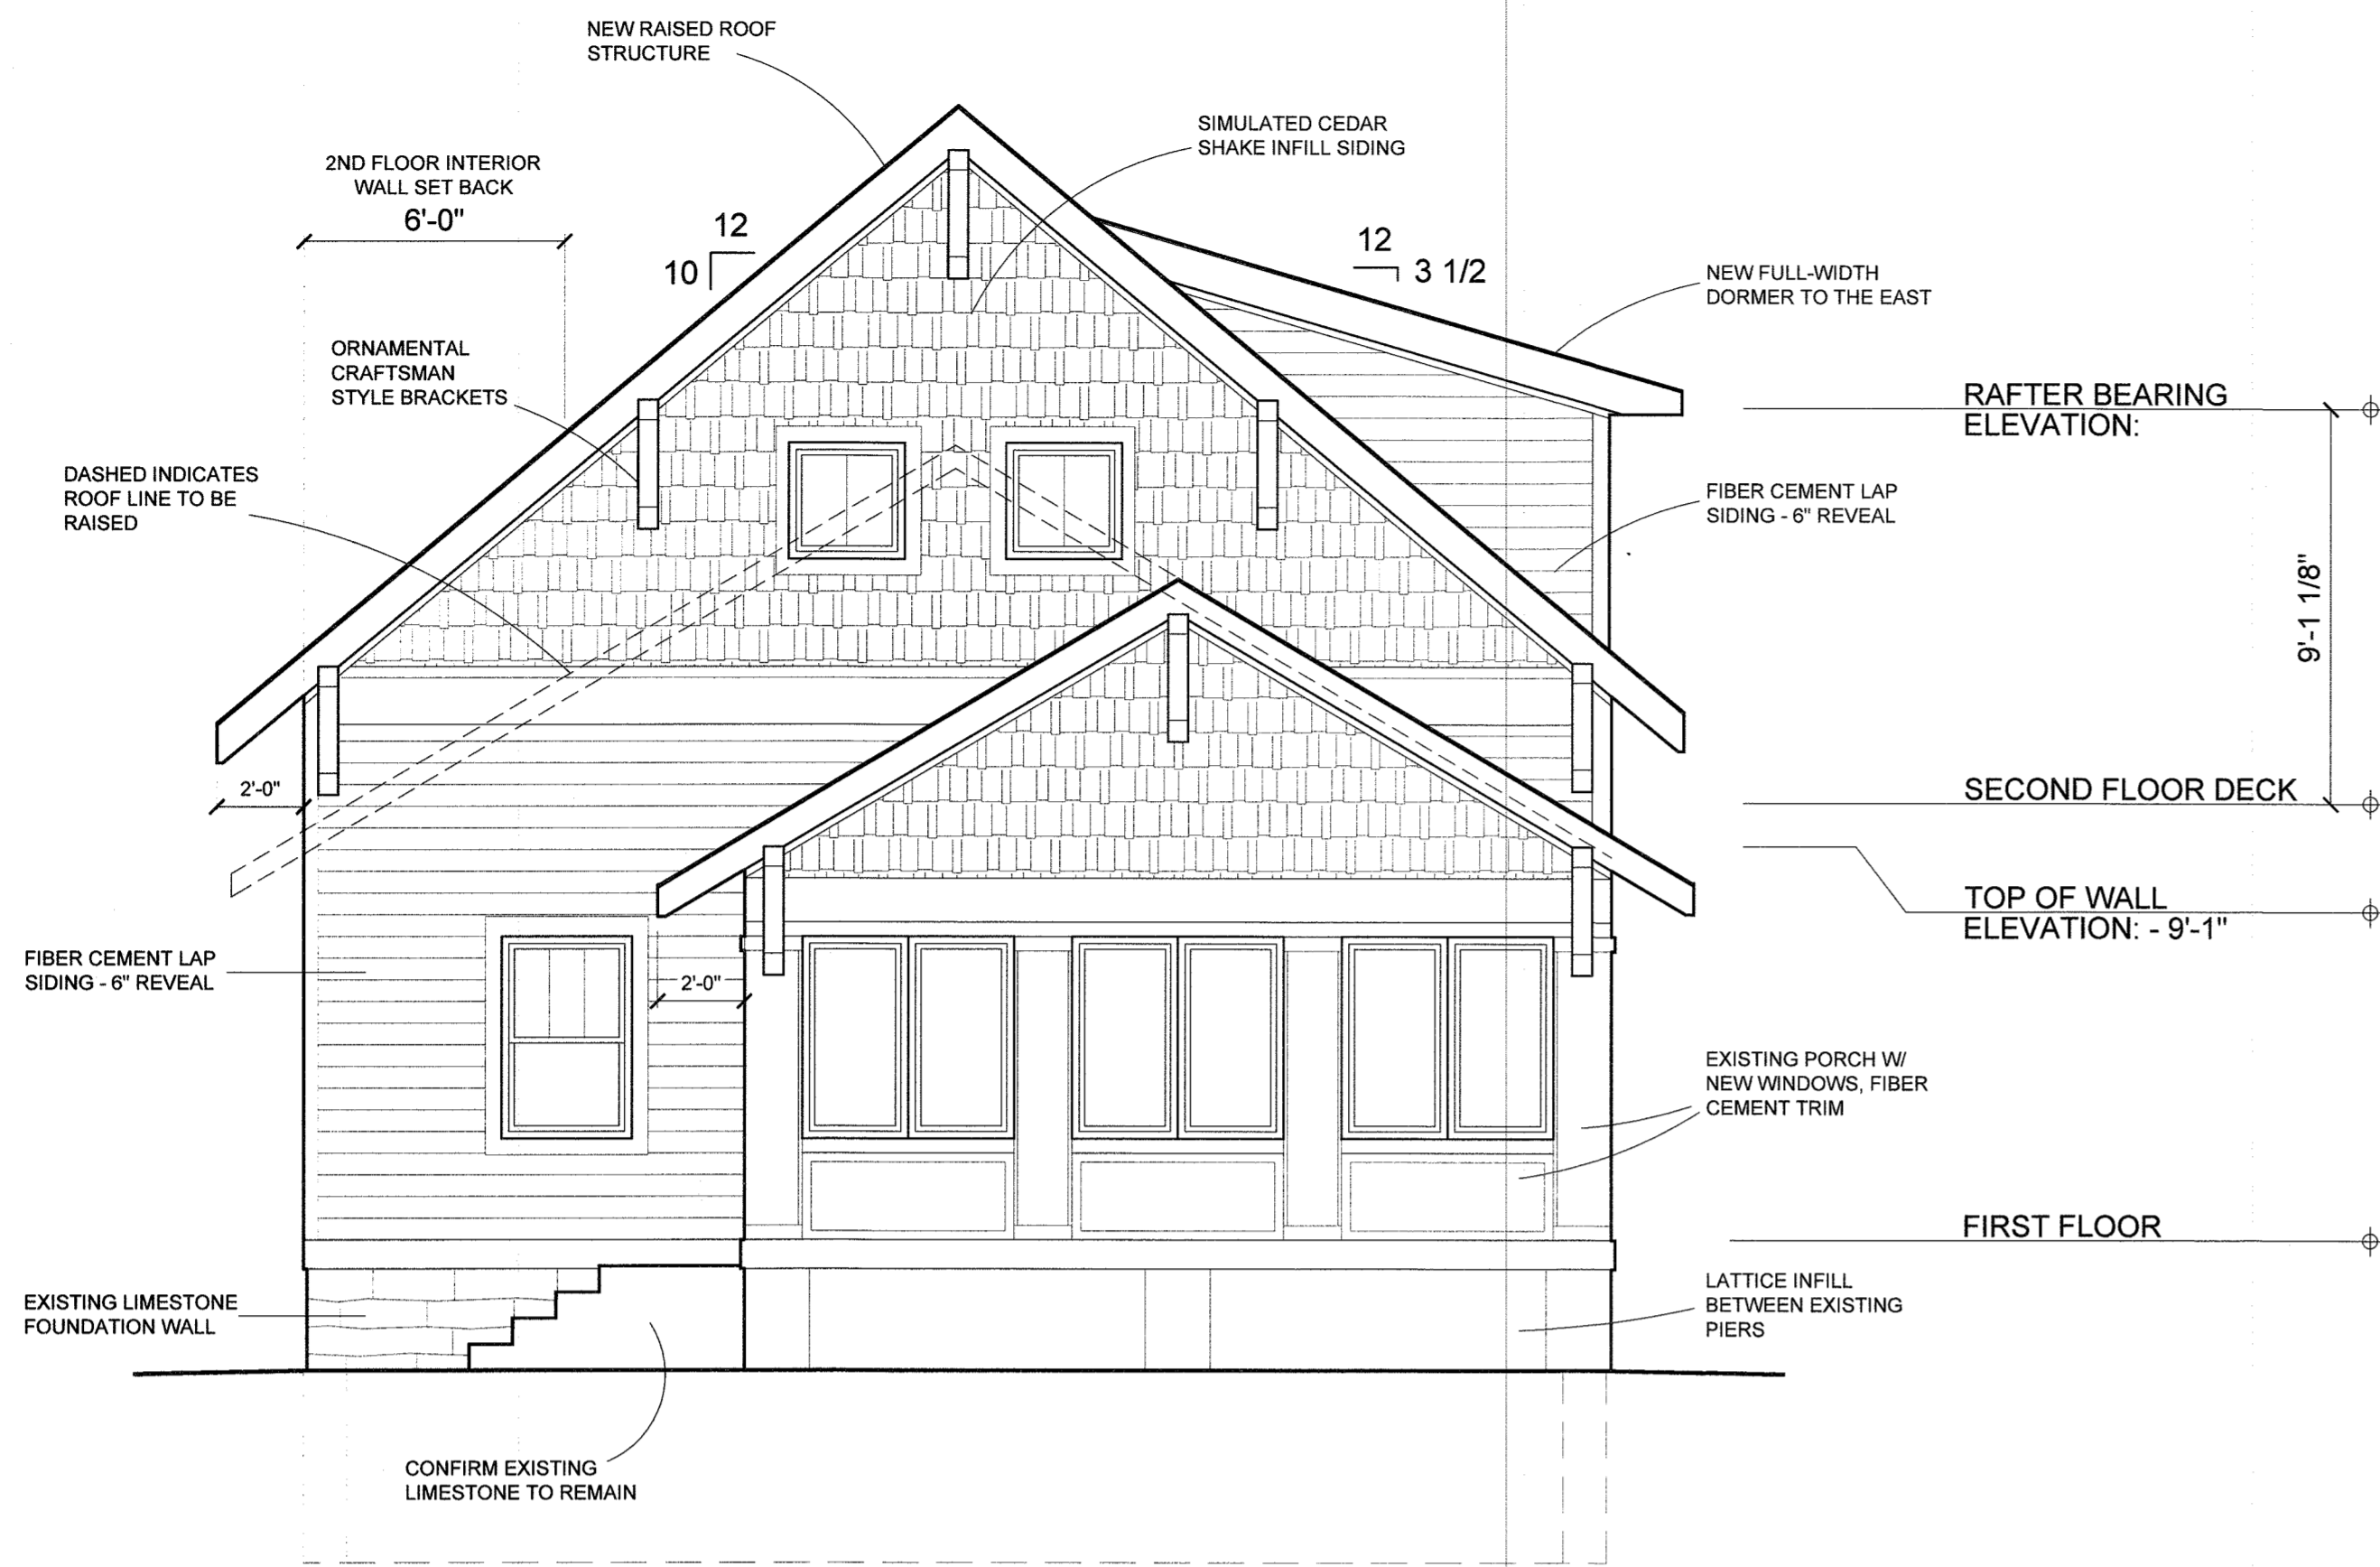 NEW RAISED ROOF
STRUCTURE
SIMULATED CEDAR
SHAKE INFILL SIDING
2ND FLOOR INTERIOR
WALL SET BACK
6'-0"
12
10
12
3 1/2
NEW FULL-WIDTH
DORMER TO THE EAST
ORNAMENTAL
CRAFTSMAN
STYLE BRACKETS
RAFTER BEARING
ELEVATION:
DASHED INDICATES
ROOF LINE TO BE
RAISED
FIBER CEMENT LAP
SIDING - 6" REVEAL
9'-1 1/8"
2'-0"
SECOND FLOOR DECK
TOP OF WALL
ELEVATION: - 9'-1"
FIBER CEMENT LAP
SIDING - 6" REVEAL
2'-0"
EXISTING PORCH W/
NEW WINDOWS, FIBER
CEMENT TRIM
FIRST FLOOR
EXISTING LIMESTONE
FOUNDATION WALL
LATTICE INFILL
BETWEEN EXISTING
PIERS
CONFIRM EXISTING
LIMESTONE TO REMAIN